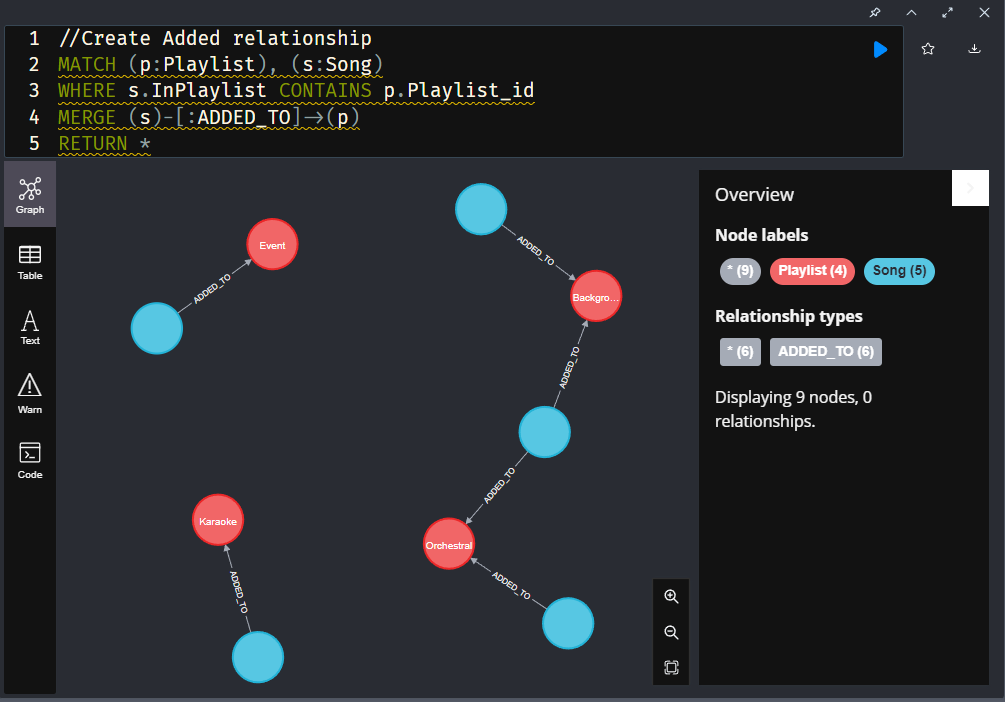 1 //Create Added relationship
2 MATCH (p:Playlist), (s:Song)
3 WHERE s.InPlaylist CONTAINS p.Playlist_id
4 MERGE (s)-[:ADDED_TO]->(p)
5 RETURN *
Graph
Table
Text
Warn
Code
Event
ADDED_TO
ADDED_TO
Backgro...
ADDED_TO
ADDED_TO
Orchestral
ADDED_TO
Karaoke
ADDED_TO
Overview
Node labels
* (9) Playlist (4) Song (5)
Relationship types
* (6) ADDED_TO (6)
Displaying 9 nodes, 0
relationships.